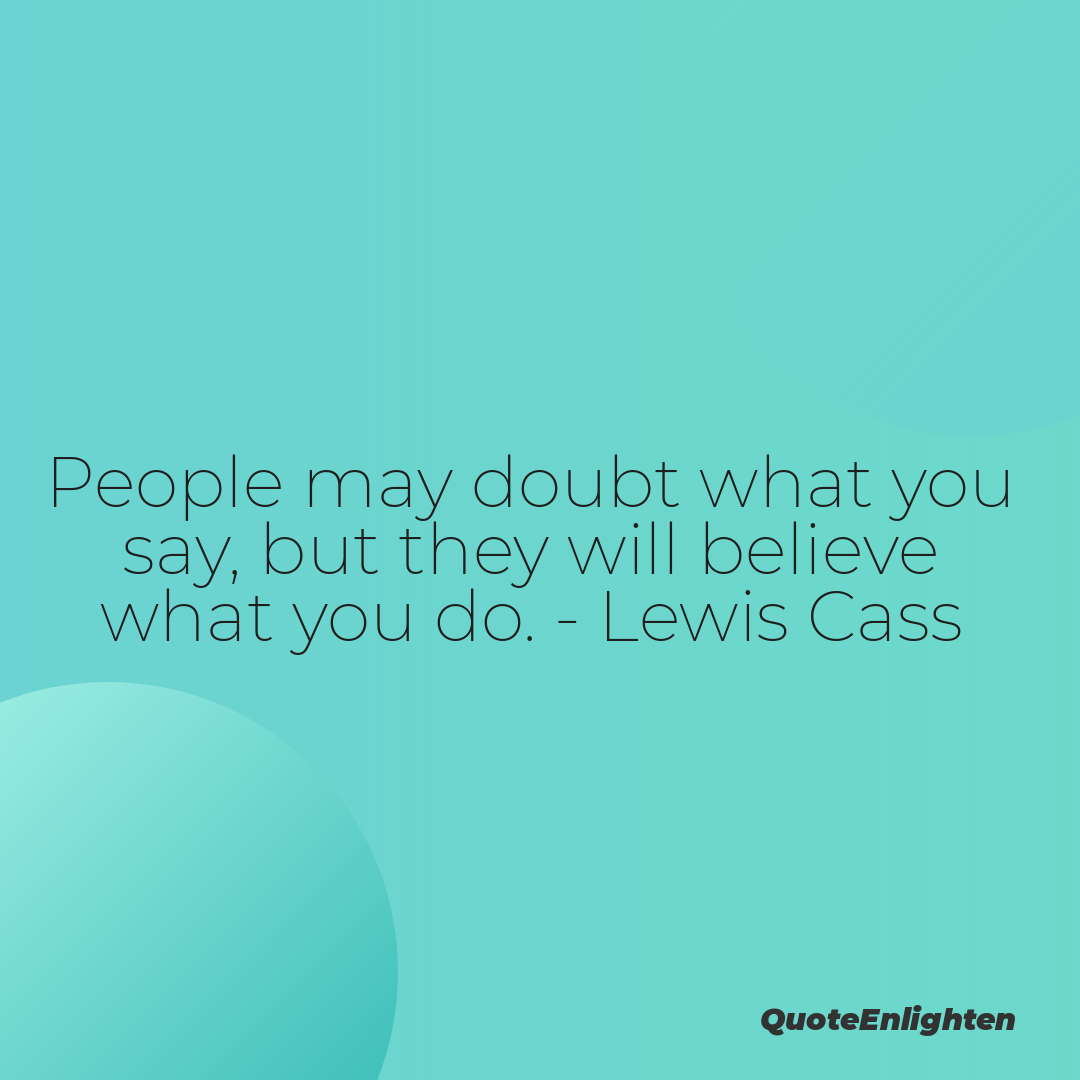 People may doubt what you
say, but they will believe
what you do. - Lewis Cass
QuoteEnlighten